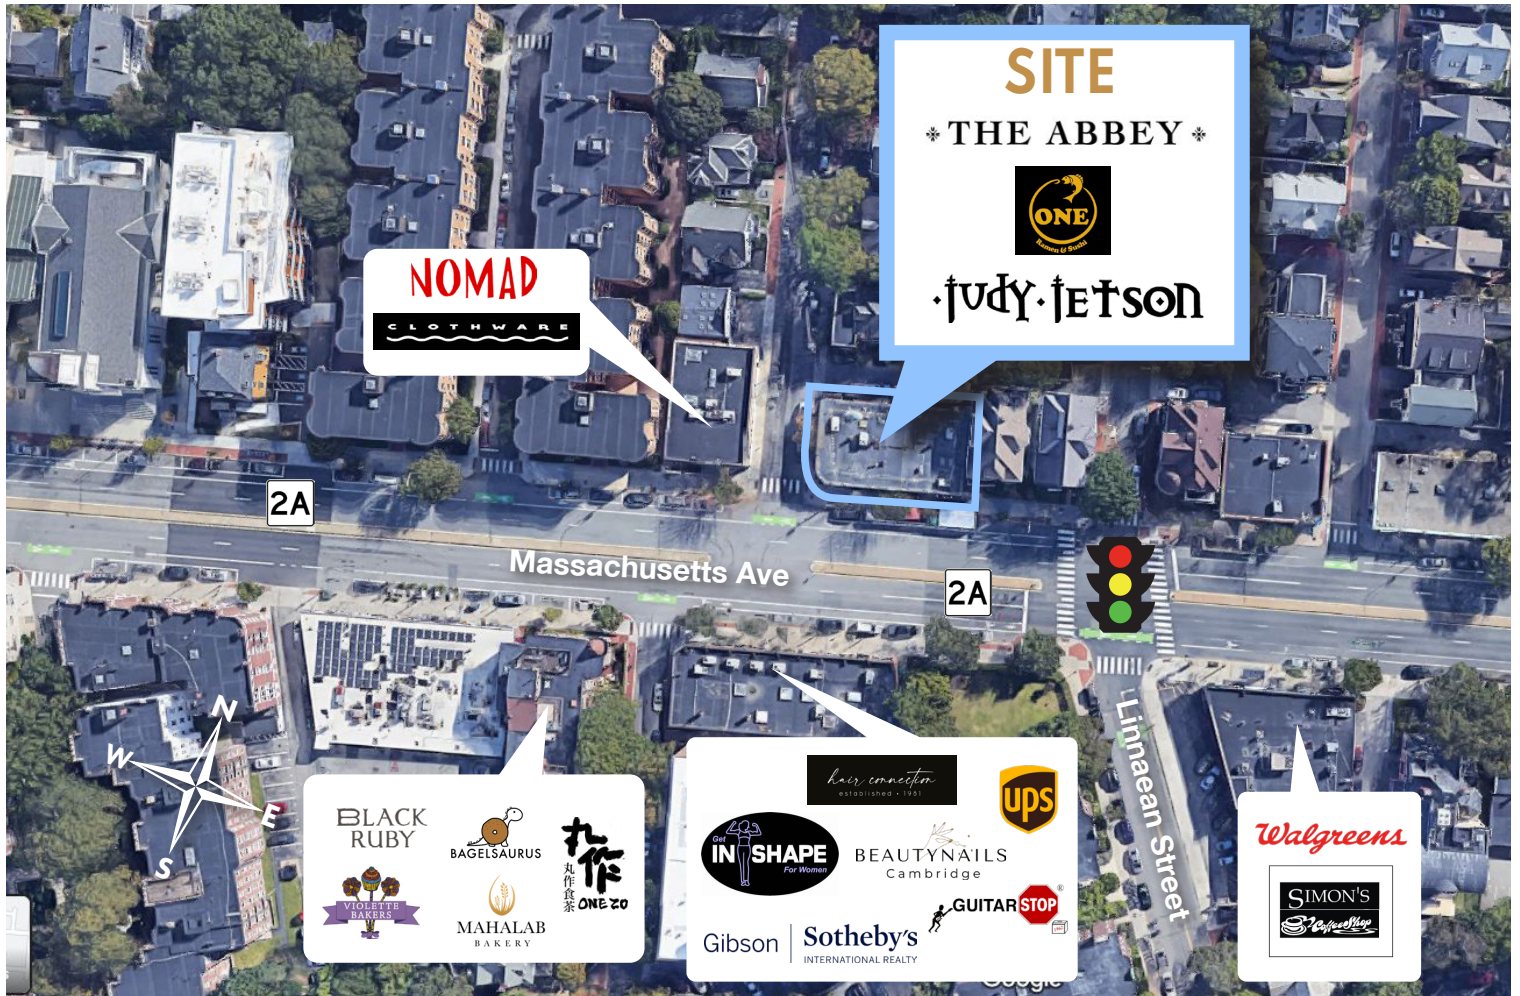 SITE
THE ABBEY
ONE
Ramen & Sushi
JUDY JETSON
NOMAD
CLOTHWARE
2A
Massachusetts Ave
2A
Linnaean Street
N
W
E
S
BLACK
RUBY
BAGELSAURUS
丸作
丸作食茶
ONE ZO
VIOLETTE
BAKERS
MAHALAB
BAKERY
hair connection
established • 1981
ups
Get
IN SHAPE
For Women
BEAUTYNAILS
Cambridge
GUITAR STOP
®
Gibson
Sotheby's
INTERNATIONAL REALTY
Walgreens
SIMON'S
Coffee Shop
Google